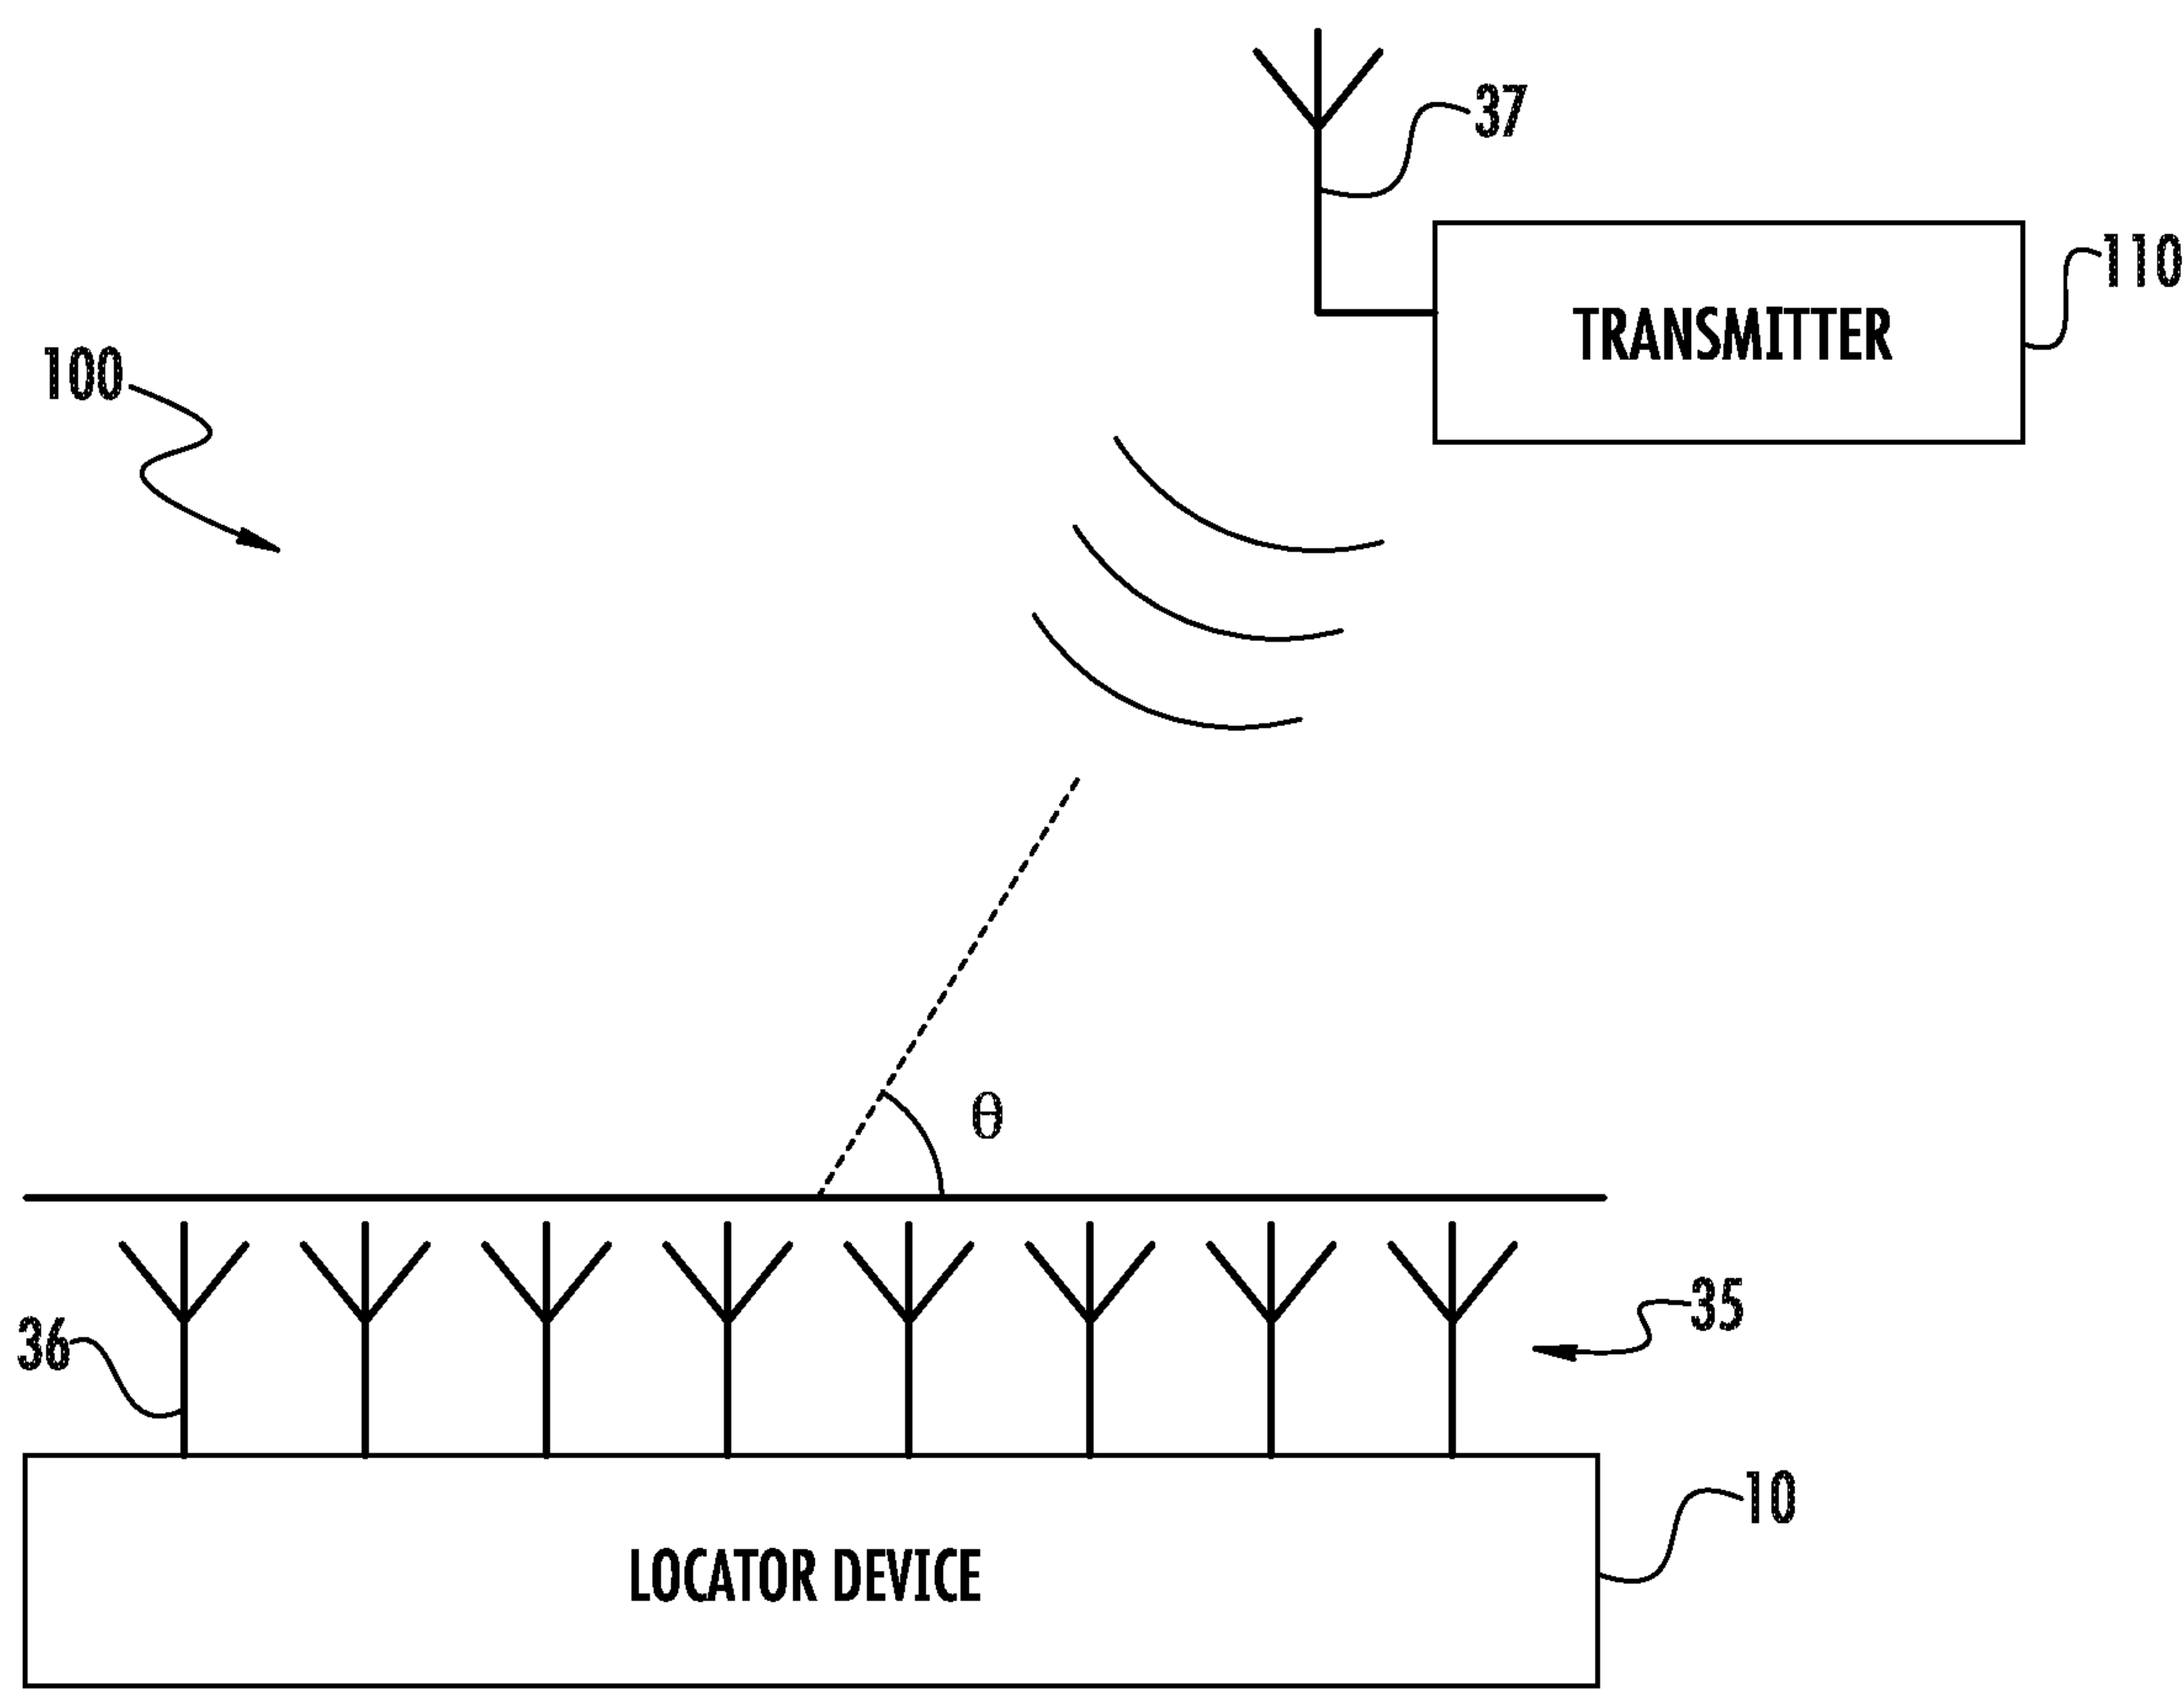 37
110
TRANSMITTER
100
θ
35
36
10
LOCATOR DEVICE